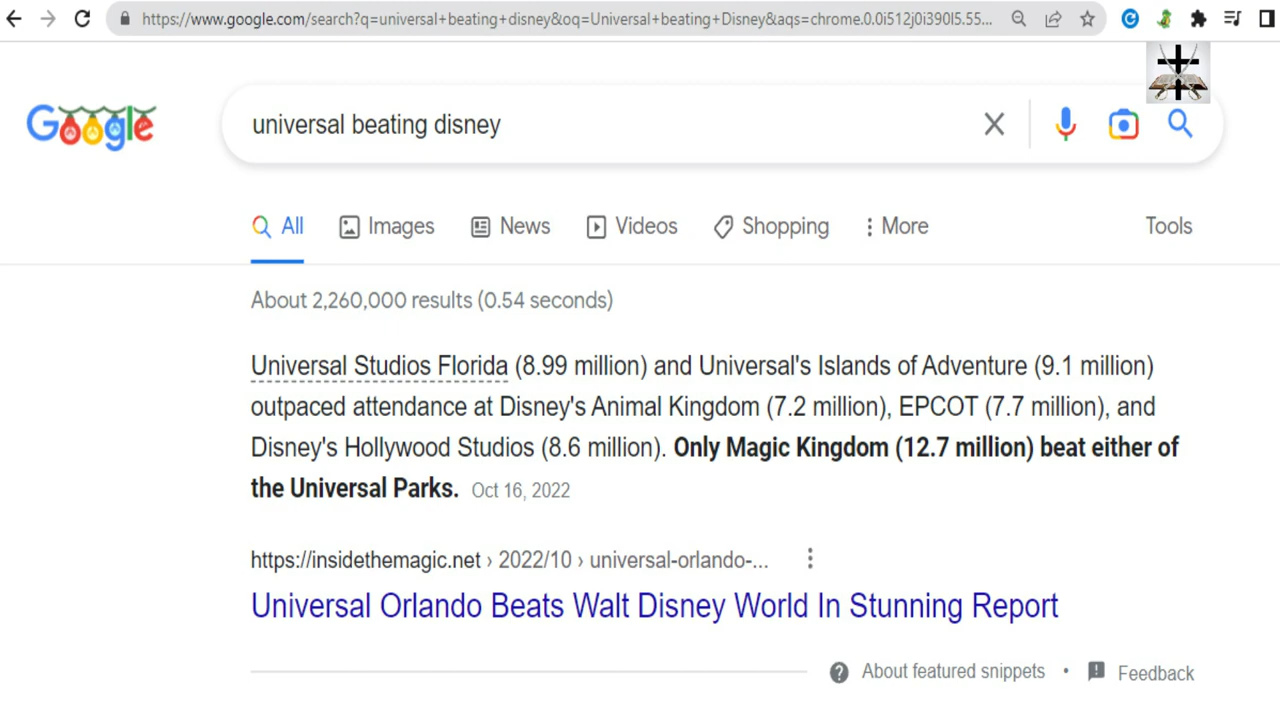 https://www.google.com/search?q=universal+beating+disney&oq=Universal+beating+Disney&aqs=chrome.0.0i512j0i390l5.55...
Google
universal beating disney
All Images News Videos Shopping More Tools
About 2,260,000 results (0.54 seconds)
Universal Studios Florida (8.99 million) and Universal's Islands of Adventure (9.1 million)
outpaced attendance at Disney's Animal Kingdom (7.2 million), EPCOT (7.7 million), and
Disney's Hollywood Studios (8.6 million). Only Magic Kingdom (12.7 million) beat either of
the Universal Parks. Oct 16, 2022
https://insidethemagic.net › 2022/10 › universal-orlando-...
Universal Orlando Beats Walt Disney World In Stunning Report
About featured snippets • Feedback